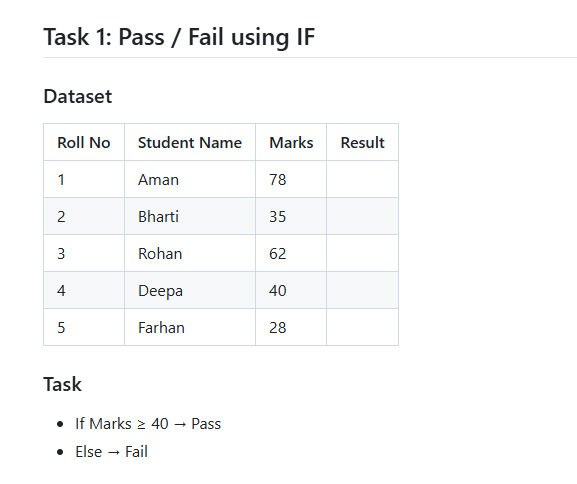 Task 1: Pass / Fail using IF
Dataset
Roll No Student Name Marks Result
1 Aman 78
2 Bharti 35
3 Rohan 62
4 Deepa 40
5 Farhan 28
Task
• If Marks ≥ 40 → Pass
• Else → Fail